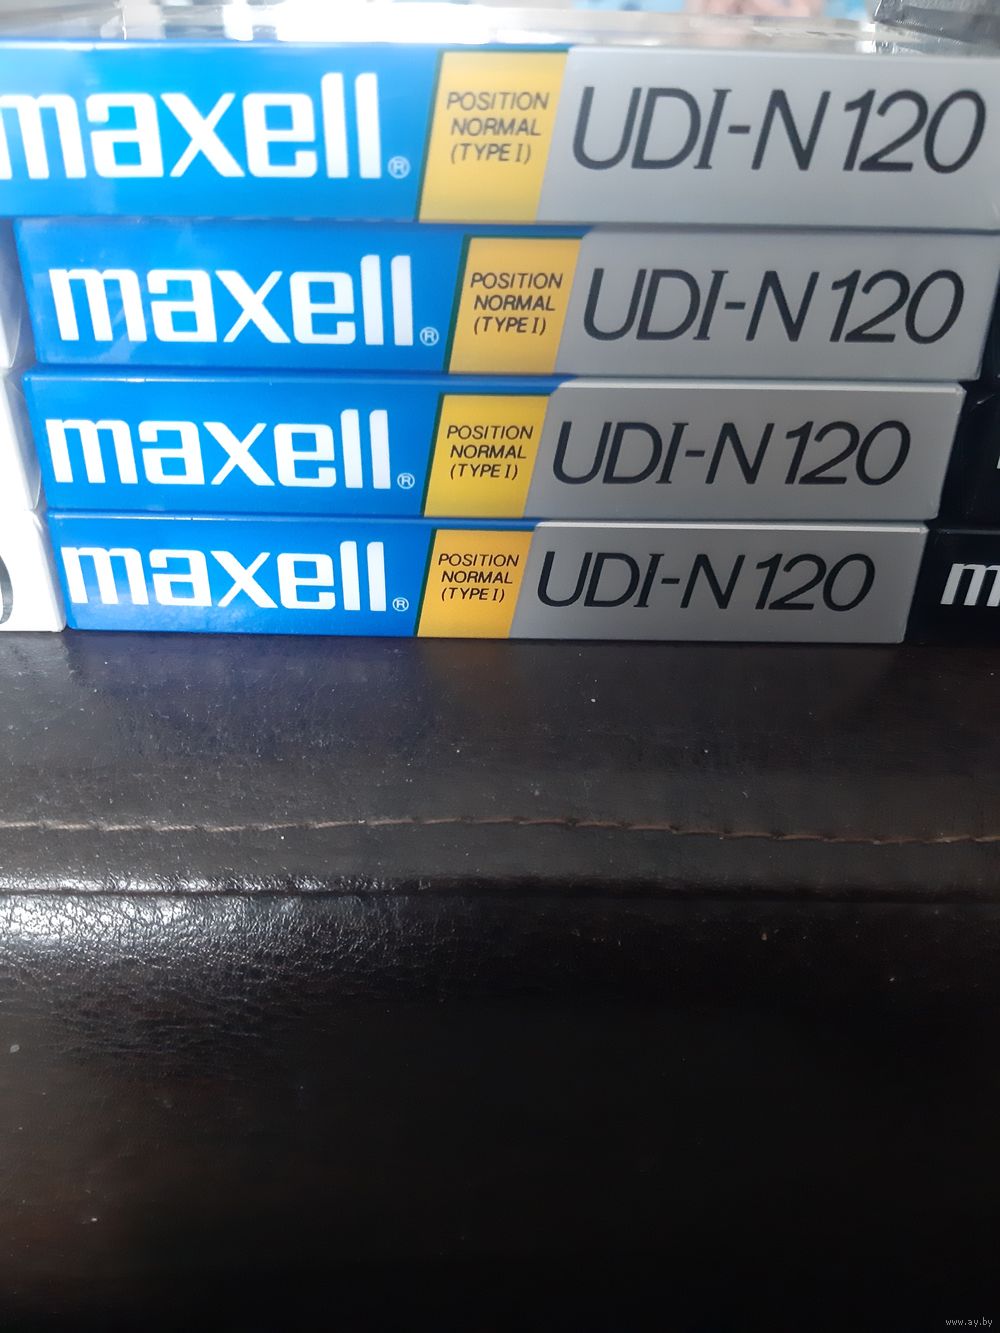 maxell®
POSITION
NORMAL
(TYPE I)
UDI-N 120
maxell®
POSITION
NORMAL
(TYPE I)
UDI-N 120
maxell®
POSITION
NORMAL
(TYPE I)
UDI-N 120
maxell®
POSITION
NORMAL
(TYPE I)
UDI-N 120
m
www.ay.by